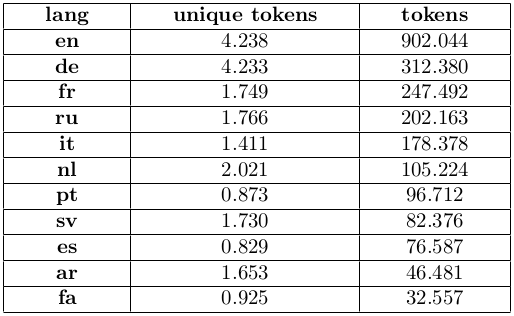 lang unique tokens tokens
en 4.238 902.044
de 4.233 312.380
fr 1.749 247.492
ru 1.766 202.163
it 1.411 178.378
nl 2.021 105.224
pt 0.873 96.712
sv 1.730 82.376
es 0.829 76.587
ar 1.653 46.481
fa 0.925 32.557